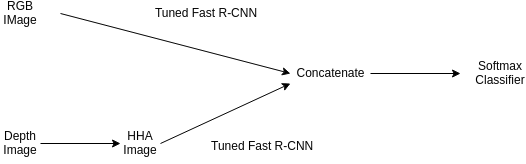 RGB
IMage
Tuned Fast R-CNN
Concatenate
Softmax
Classifier
Depth
Image
HHA
Image
Tuned Fast R-CNN